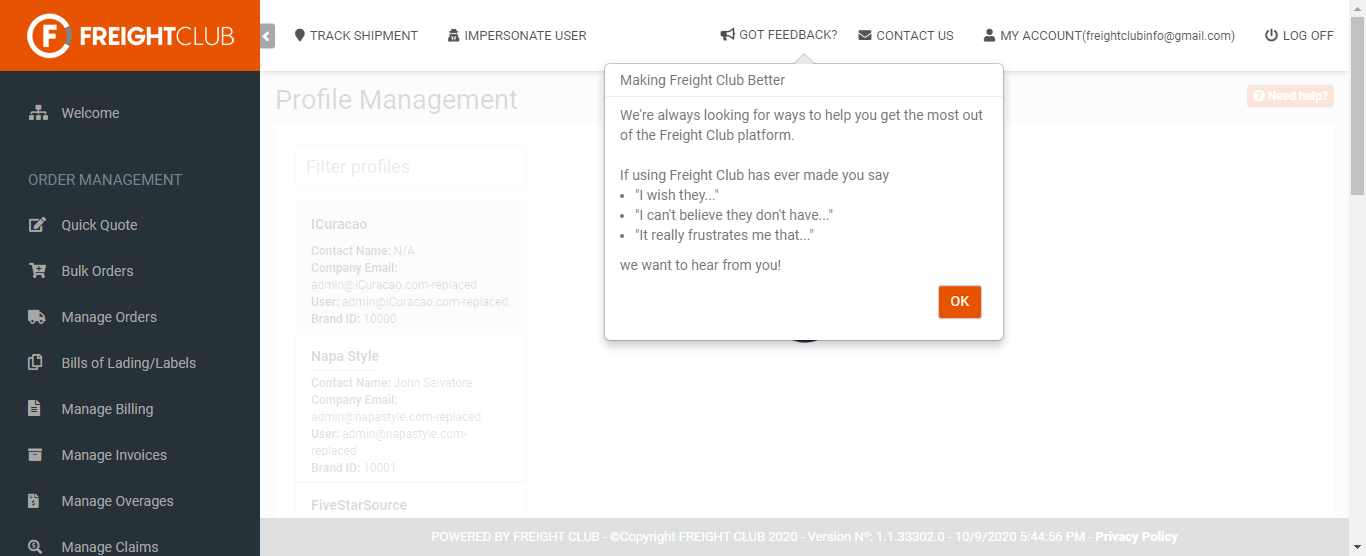 FREIGHTCLUB
TRACK SHIPMENT
IMPERSONATE USER
GOT FEEDBACK?
CONTACT US
MY ACCOUNT(freightclubinfo@gmail.com)
LOG OFF
Welcome
ORDER MANAGEMENT
Quick Quote
Bulk Orders
Manage Orders
Bills of Lading/Labels
Manage Billing
Manage Invoices
Manage Overages
Manage Claims
Profile Management
Need help?
Filter profiles
ICuracao
Contact Name: N/A
Company Email:
admin@iCuracao.com-replaced
User: admin@iCuracao.com-replaced
Brand ID: 10000
Napa Style
Contact Name: John Salvatore
Company Email:
admin@napastyle.com-replaced
User: admin@napastyle.com-
replaced
Brand ID: 10001
FiveStarSource
Making Freight Club Better
We're always looking for ways to help you get the most out
of the Freight Club platform.
If using Freight Club has ever made you say
• "I wish they..."
• "I can't believe they don't have..."
• "It really frustrates me that..."
we want to hear from you!
OK
POWERED BY FREIGHT CLUB - ©Copyright FREIGHT CLUB 2020 - Version Nº: 1.1.33302.0 - 10/9/2020 5:44:56 PM - Privacy Policy